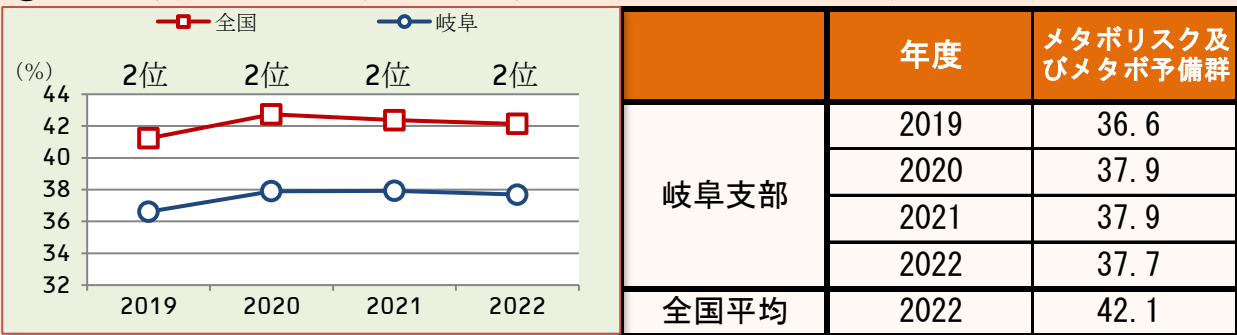 全国 岐阜
(%) 2位 2位 2位 2位
44
42
40
38
36
34
32
2019 2020 2021 2022
年度 メタボリスク及
びメタボ予備群
岐阜支部
2019 36.6
2020 37.9
2021 37.9
2022 37.7
全国平均 2022 42.1